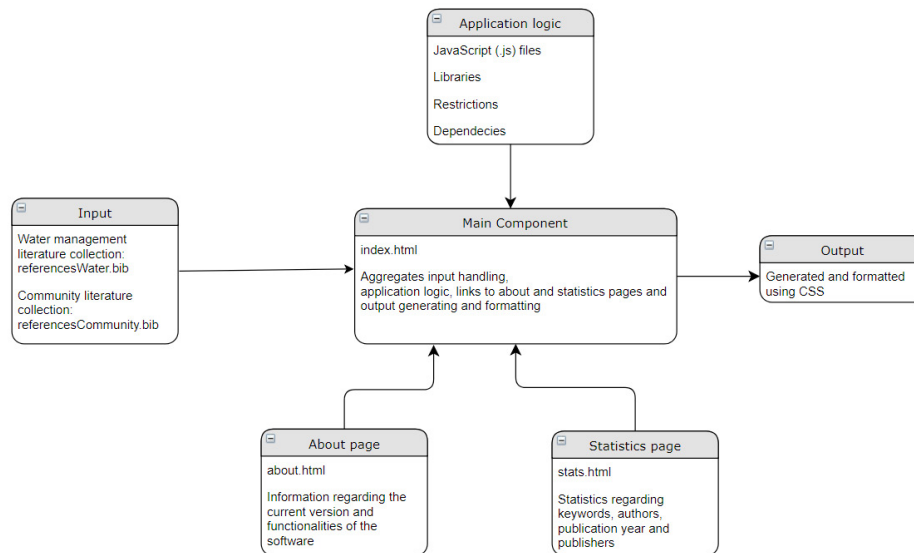 Application logic
JavaScript (.js) files
Libraries
Restrictions
Dependecies
Input
Water management
literature collection:
referencesWater.bib
Community literature
collection:
referencesCommunity.bib
Main Component
index.html
Aggregates input handling,
application logic, links to about and statistics pages and
output generating and formatting
Output
Generated and formatted
using CSS
About page
about.html
Information regarding the
current version and
functionalities of the
software
Statistics page
stats.html
Statistics regarding
keywords, authors,
publication year and
publishers